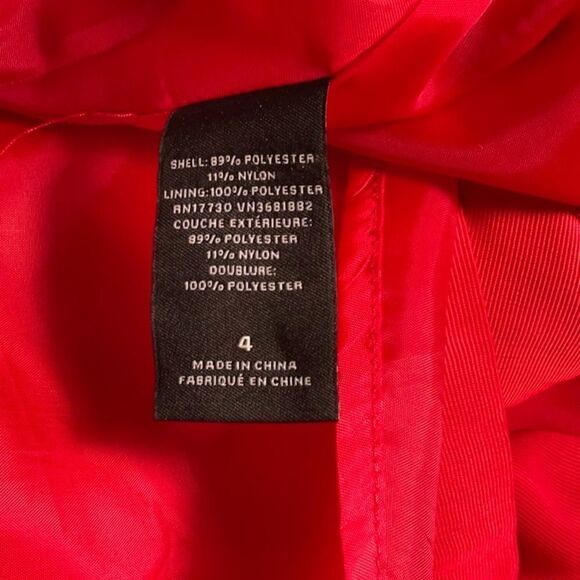 SHELL: 89% POLYESTER
11% NYLON
LINING: 100% POLYESTER
RN17730 VN3681882
COUCHE EXTÉRIEURE:
89% POLYESTER
11% NYLON
DOUBLURE:
100% POLYESTER
4
MADE IN CHINA
FABRIQUÉ EN CHINE